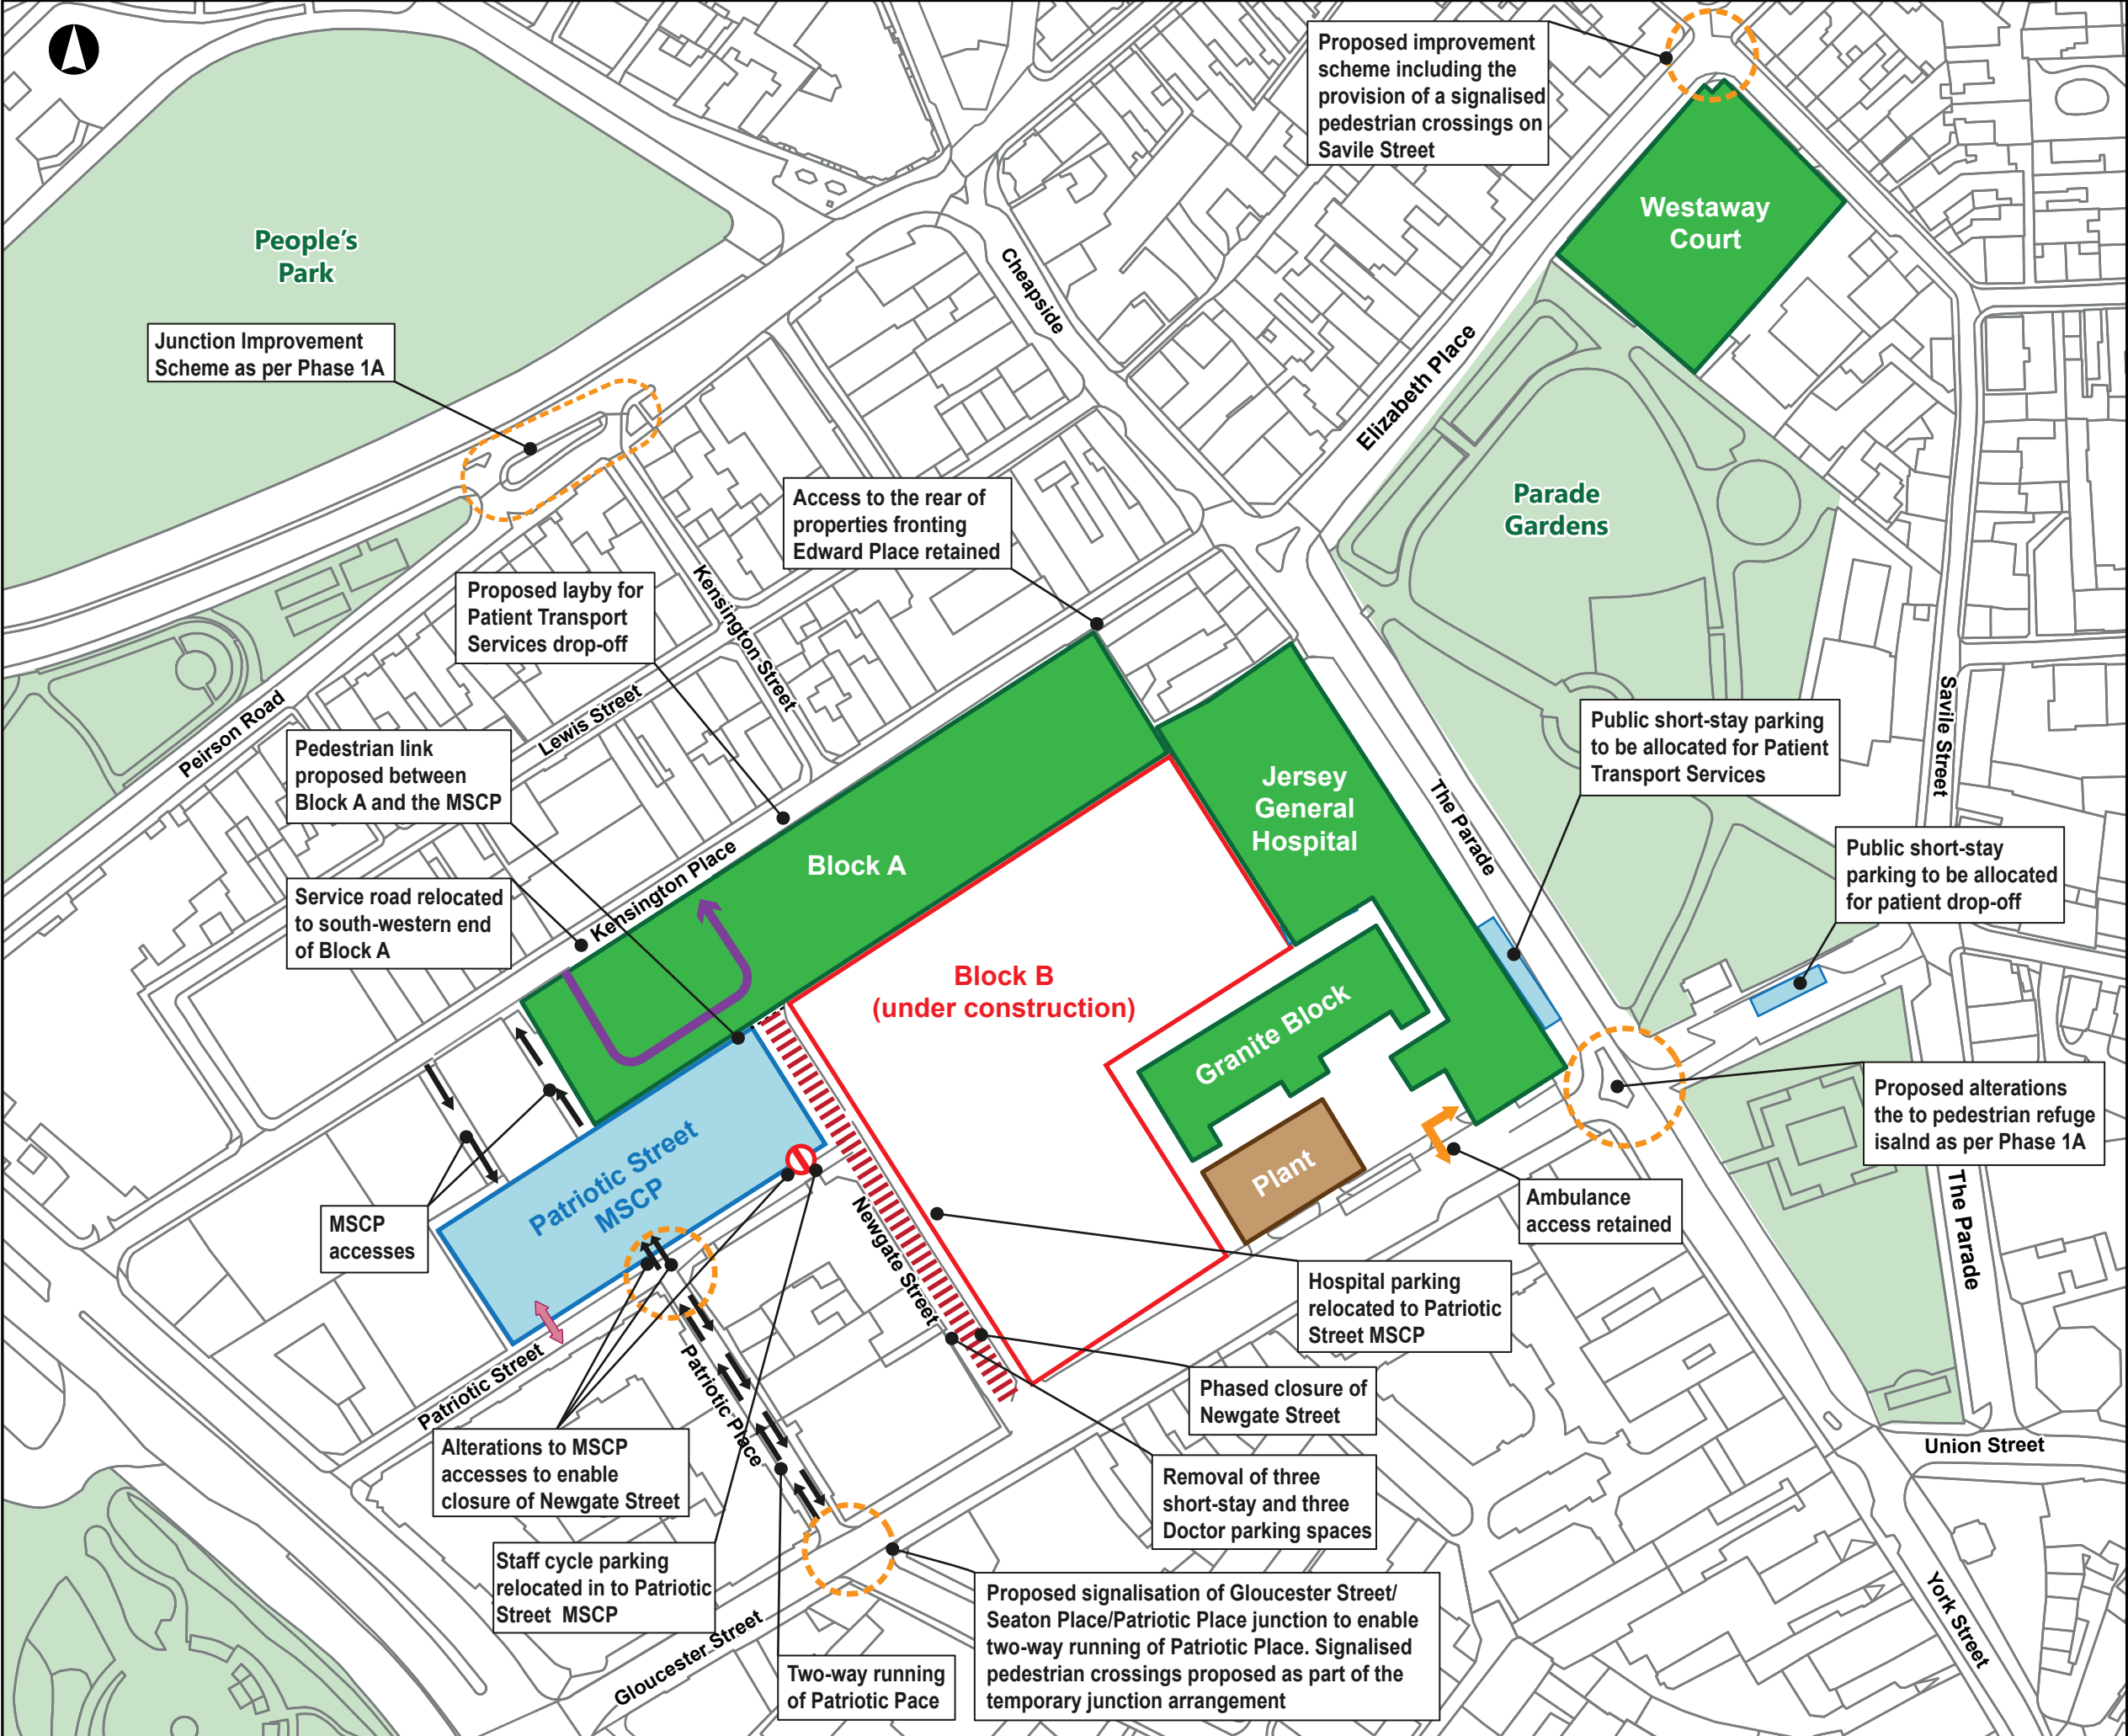 Proposed improvement
scheme including the
provision of a signalised
pedestrian crossings on
Savile Street
Westaway
Court
People's
Park
Cheapside
Junction Improvement
Scheme as per Phase 1A
Elizabeth Place
Parade
Gardens
Access to the rear of
properties fronting
Edward Place retained
Proposed layby for
Patient Transport
Services drop-off
Kensington Street
Lewis Street
Peirson Road
Pedestrian link
proposed between
Block A and the MSCP
Service road relocated
to south-western end
of Block A
Kensington Place
Block A
Jersey
General
Hospital
The Parade
Public short-stay parking
to be allocated for Patient
Transport Services
Savile Street
Public short-stay
parking to be allocated
for patient drop-off
Block B
(under construction)
Granite Block
Plant
Proposed alterations
the to pedestrian refuge
isalnd as per Phase 1A
Ambulance
access retained
The Parade
Patriotic Street
MSCP
MSCP
accesses
Newgate Street
Hospital parking
relocated to Patriotic
Street MSCP
Phased closure of
Newgate Street
Patriotic Street
Patriotic Place
Alterations to MSCP
accesses to enable
closure of Newgate Street
Removal of three
short-stay and three
Doctor parking spaces
Union Street
Staff cycle parking
relocated in to Patriotic
Street MSCP
Proposed signalisation of Gloucester Street/
Seaton Place/Patriotic Place junction to enable
two-way running of Patriotic Place. Signalised
pedestrian crossings proposed as part of the
temporary junction arrangement
Gloucester Street
Two-way running
of Patriotic Pace
York Street